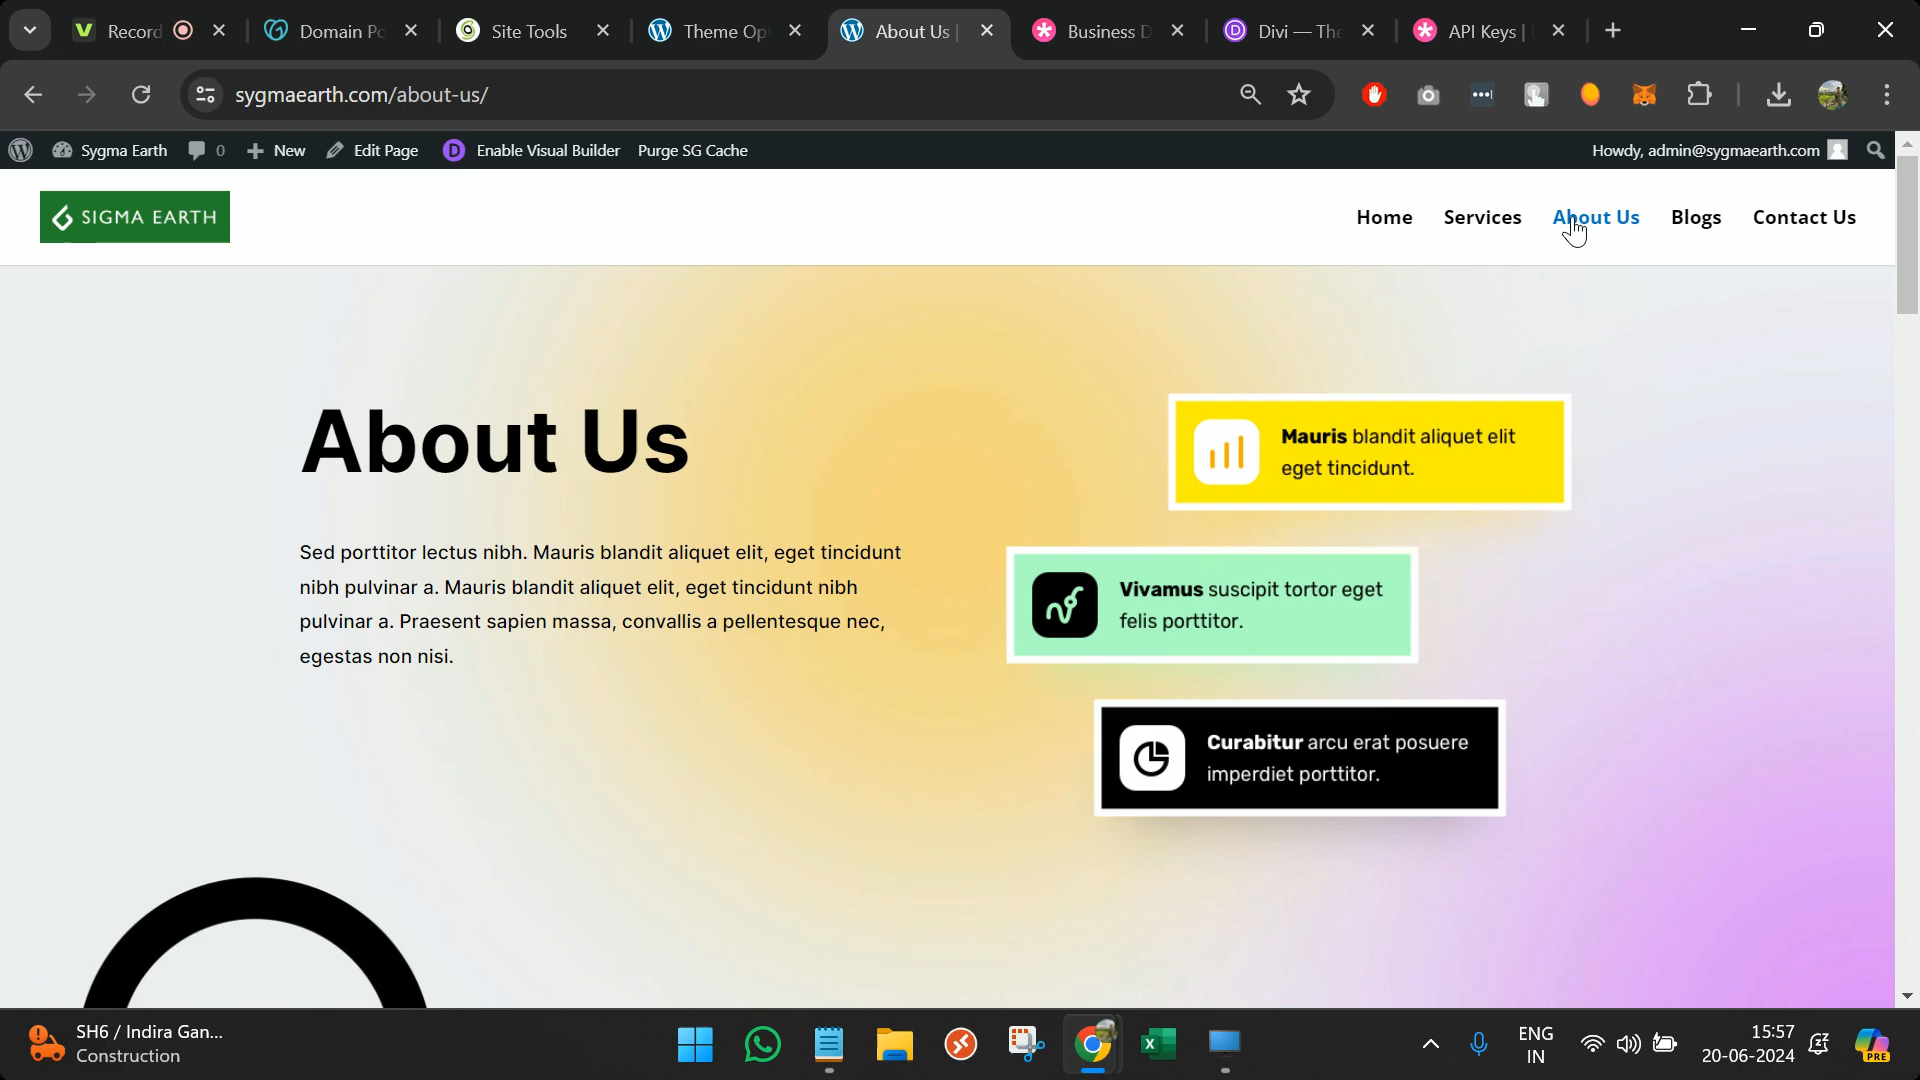 Record
Domain Po
Site Tools
Theme Op
About Us |
Business D
Divi — The
API Keys |
sygmaearth.com/about-us/
Sygma Earth
0
New
Edit Page
D
Enable Visual Builder
Purge SG Cache
Howdy, admin@sygmaearth.com
SIGMA EARTH
Home
Services
About Us
Blogs
Contact Us
About Us
Sed porttitor lectus nibh. Mauris blandit aliquet elit, eget tincidunt
nibh pulvinar a. Mauris blandit aliquet elit, eget tincidunt nibh
pulvinar a. Praesent sapien massa, convallis a pellentesque nec,
egestas non nisi.
Mauris blandit aliquet elit
eget tincidunt.
Vivamus suscipit tortor eget
felis porttitor.
Curabitur arcu erat posuere
imperdiet porttitor.
SH6 / Indira Gan...
Construction
ENG
IN
15:57
20-06-2024
PRE